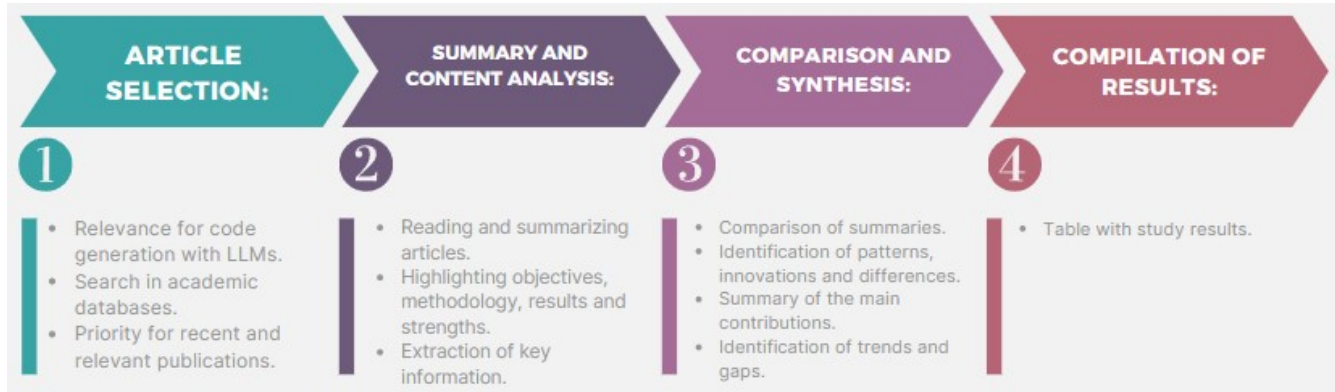 ARTICLE
SELECTION:
SUMMARY AND
CONTENT ANALYSIS:
COMPARISON AND
SYNTHESIS:
COMPILATION OF
RESULTS:
1
2
3
4
• Relevance for code
generation with LLMs.
• Search in academic
databases.
• Priority for recent and
relevant publications.
• Reading and summarizing
articles.
• Highlighting objectives,
methodology, results and
strengths.
• Extraction of key
information.
• Comparison of summaries.
• Identification of patterns,
innovations and differences.
• Summary of the main
contributions.
• Identification of trends and
gaps.
• Table with study results.